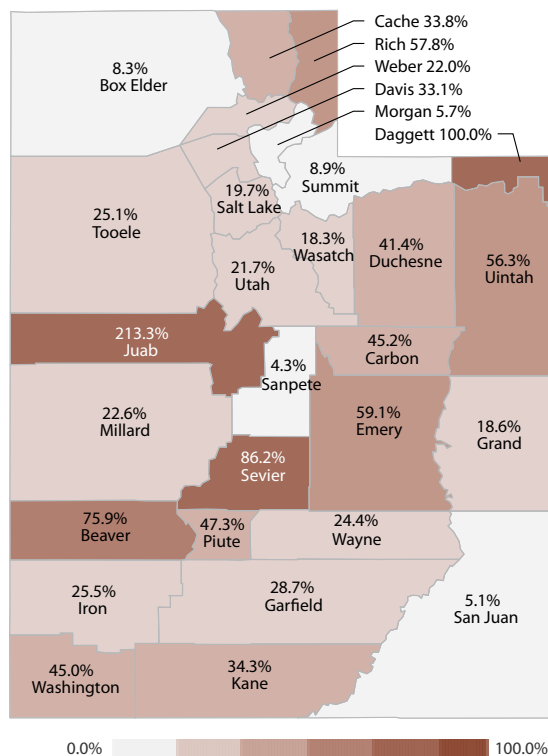 Cache 33.8%
Rich 57.8%
Weber 22.0%
Davis 33.1%
Morgan 5.7%
Daggett 100.0%
8.3%
Box Elder
8.9%
Summit
19.7%
Salt Lake
25.1%
Tooele
18.3%
Wasatch
41.4%
Duchesne
56.3%
Uintah
21.7%
Utah
213.3%
Juab
45.2%
Carbon
4.3%
Sanpete
22.6%
Millard
59.1%
Emery
18.6%
Grand
86.2%
Sevier
75.9%
Beaver
47.3%
Piute
24.4%
Wayne
25.5%
Iron
28.7%
Garfield
5.1%
San Juan
45.0%
Washington
34.3%
Kane
0.0%
100.0%